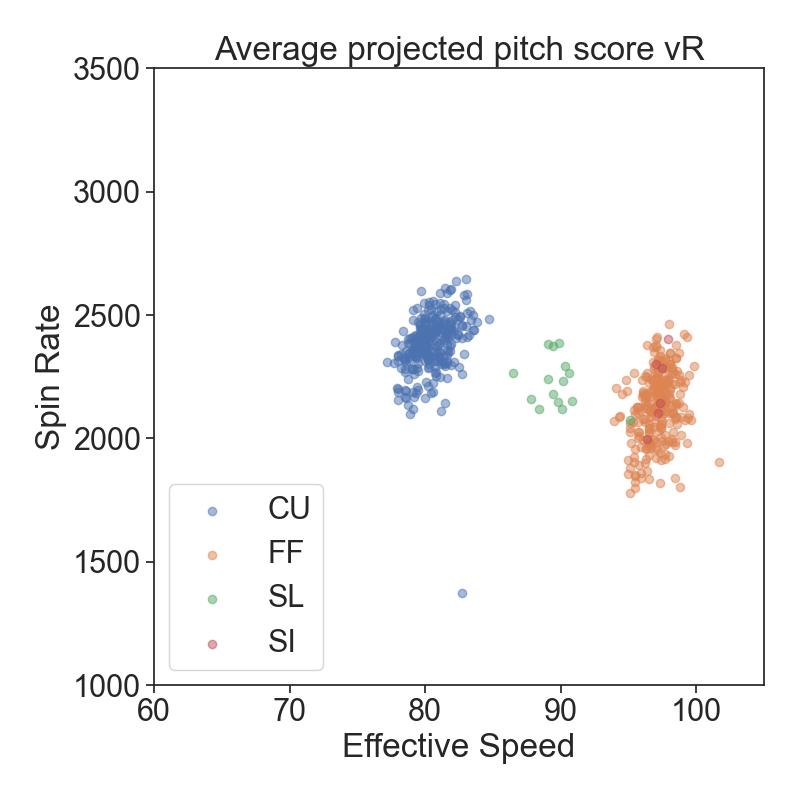 Average projected pitch score vR
3500
3000
2500
2000
1500
1000
Spin Rate
CU
FF
SL
SI
60 70 80 90 100
Effective Speed